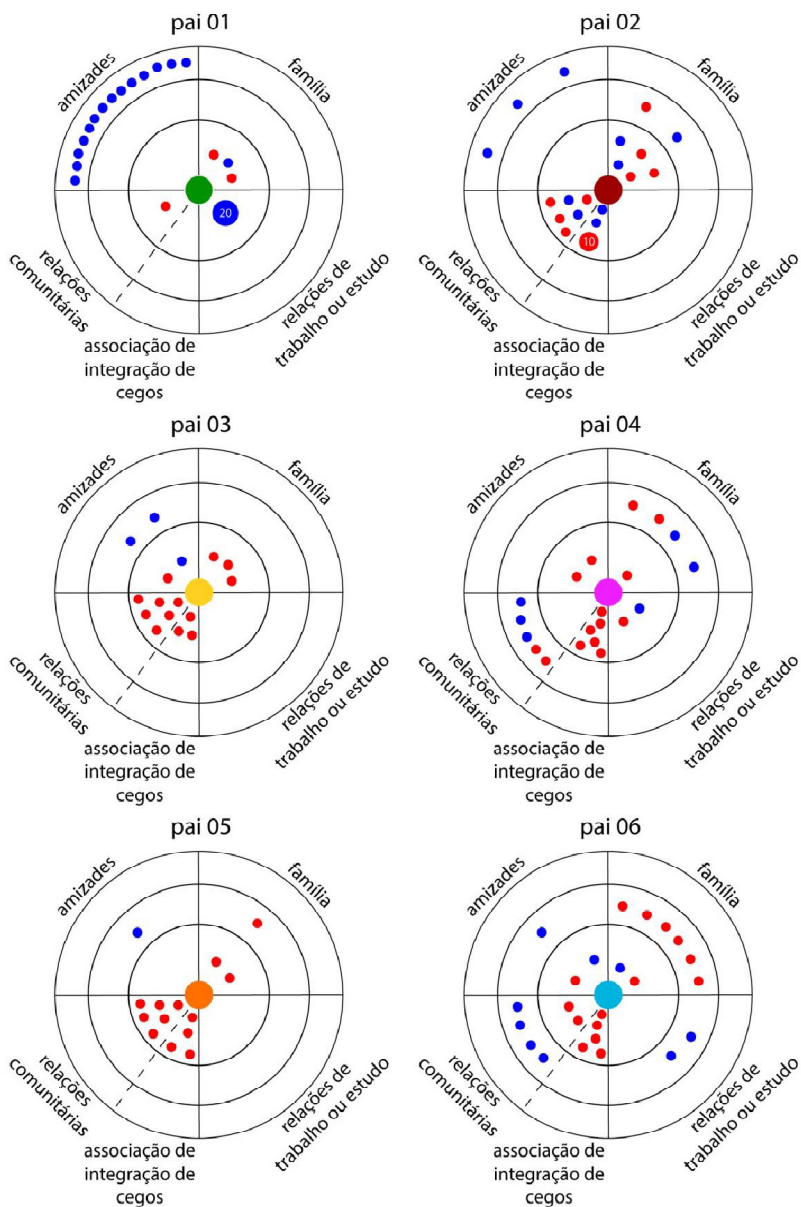 pai 01
amizades
família
20
relações
comunitárias
associação de
integração de
cegos
relações de
trabalho ou estudo
pai 02
amizades
família
10
relações
comunitárias
associação de
integração de
cegos
relações de
trabalho ou estudo
pai 03
amizades
família
relações
comunitárias
associação de
integração de
cegos
relações de
trabalho ou estudo
pai 04
amizades
família
relações
comunitárias
associação de
integração de
cegos
relações de
trabalho ou estudo
pai 05
amizades
família
relações
comunitárias
associação de
integração de
cegos
relações de
trabalho ou estudo
pai 06
amizades
família
relações
comunitárias
associação de
integração de
cegos
relações de
trabalho ou estudo